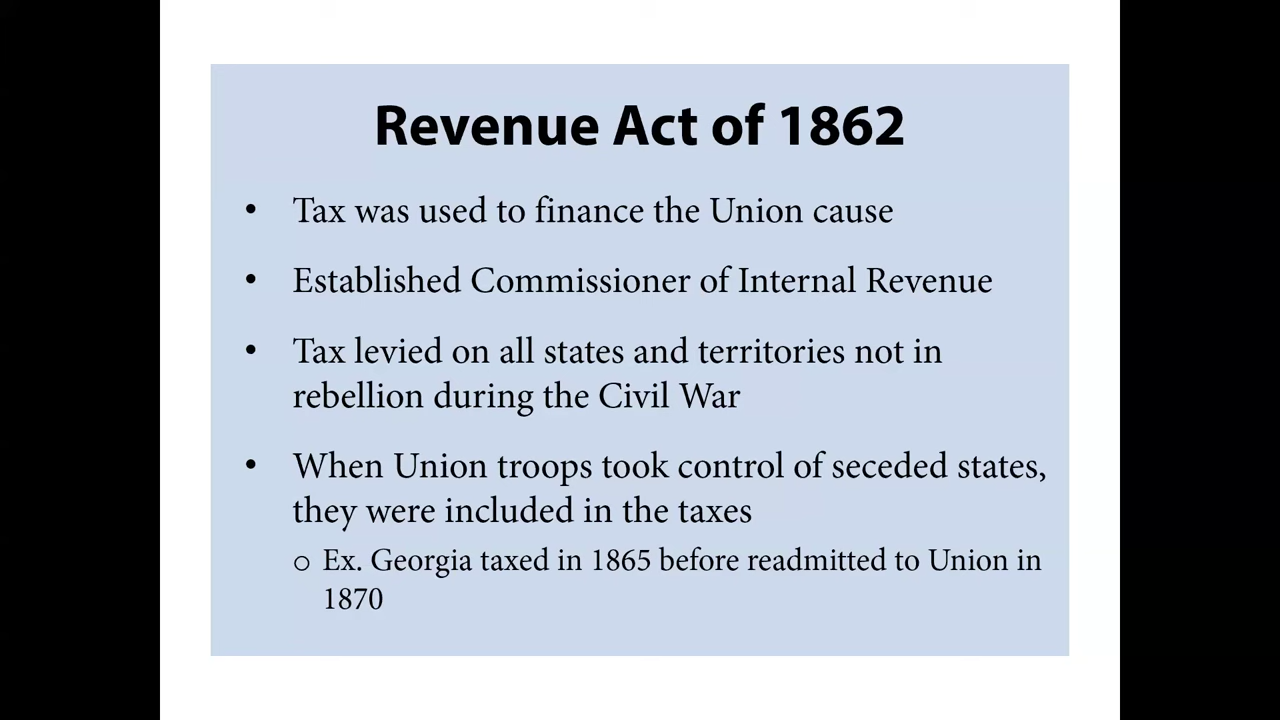 Revenue Act of 1862
• Tax was used to finance the Union cause
• Established Commissioner of Internal Revenue
• Tax levied on all states and territories not in
rebellion during the Civil War
• When Union troops took control of seceded states,
they were included in the taxes
o Ex. Georgia taxed in 1865 before readmitted to Union in
1870